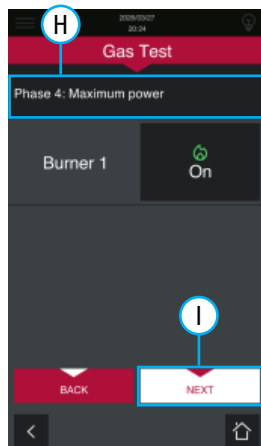 H
2026/03/27
20:24
Gas Test
Phase 4: Maximum power
Burner 1
On
I
BACK
NEXT